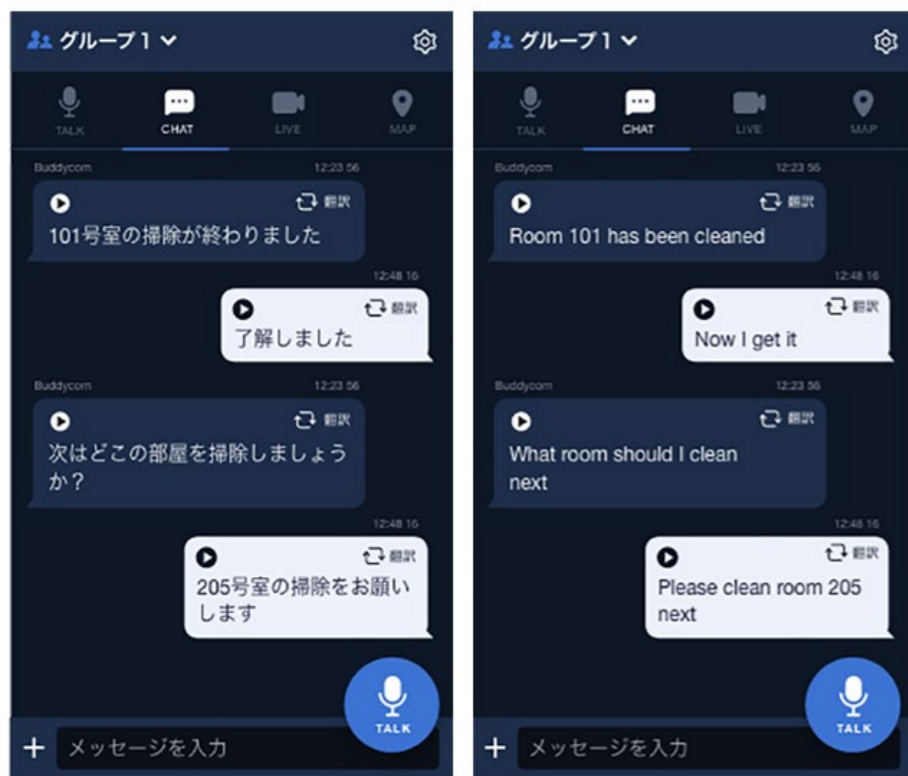 グループ1
TALK
CHAT
LIVE
MAP
Buddycom 12:23 56
翻訳
101号室の掃除が終わりました
12:48 16
翻訳
了解しました
Buddycom 12:23 56
翻訳
次はどこの部屋を掃除しましょう
か？
12:48 16
翻訳
205号室の掃除をお願い
します
TALK
メッセージを入力
グループ1
TALK
CHAT
LIVE
MAP
Buddycom 12:23 56
翻訳
Room 101 has been cleaned
12:48 16
翻訳
Now I get it
Buddycom 12:23 56
翻訳
What room should I clean
next
12:48 16
翻訳
Please clean room 205
next
TALK
メッセージを入力